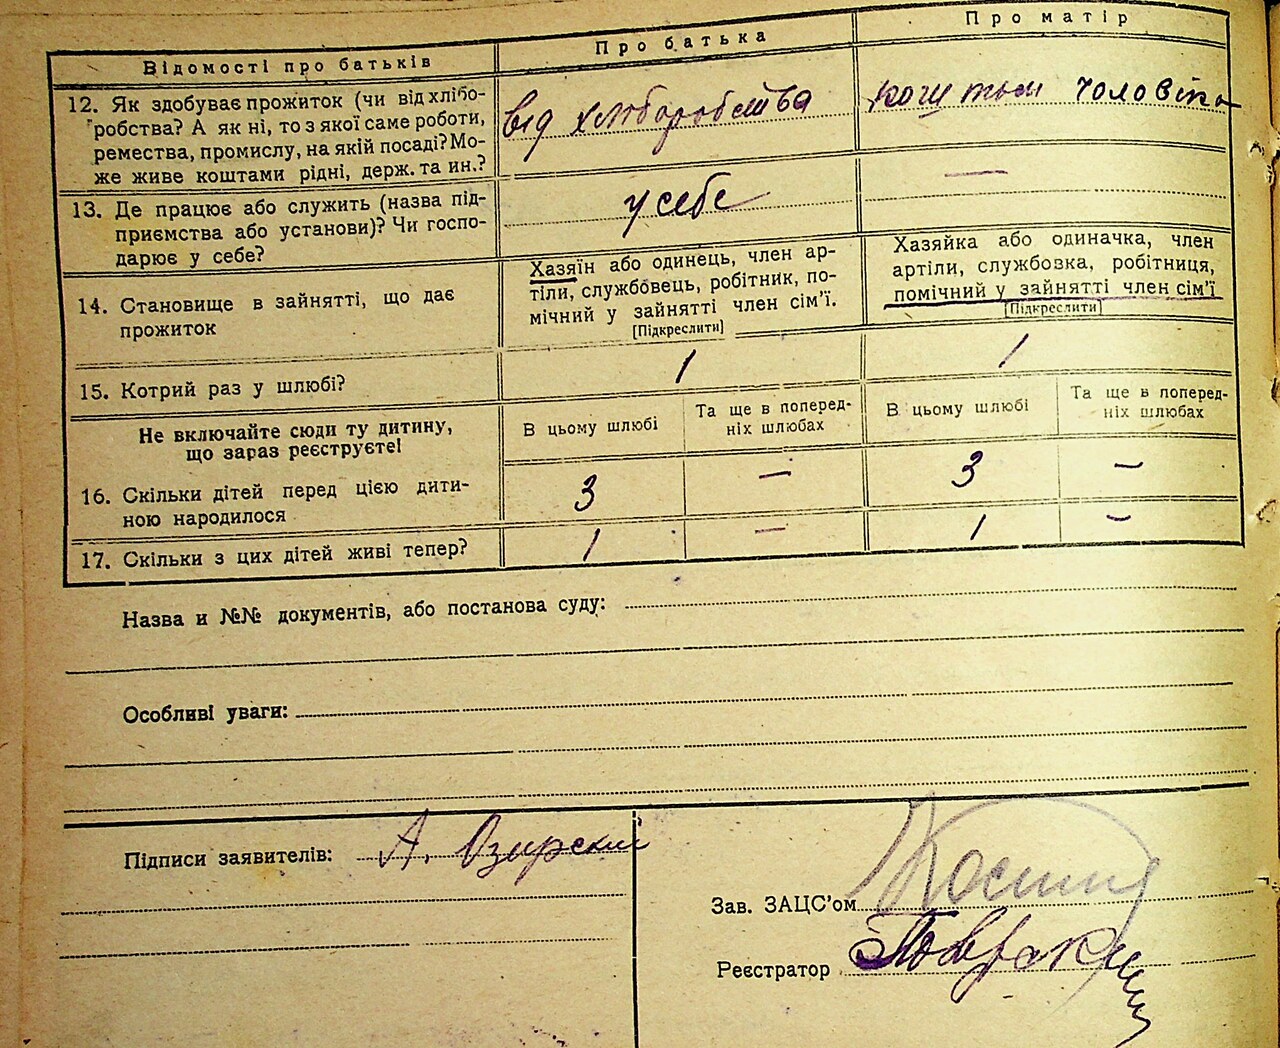 Відомості про батьків
Про батька
Про матір
12. Як здобуває прожиток (чи від хлібо-
робства? А як ні, то з якої саме роботи,
ремества, промислу, на якій посаді? Мо-
же живе коштами рідні, держ. та ин.?
від хліборобства
коштом чоловіка
13. Де працює або служить (назва під-
приємства або установи)? Чи госпо-
дарює у себе?
у себе
—
14. Становище в зайнятті, що дає
прожиток
Хазяїн або одинець, член ар-
тіли, службовець, робітник, по-
мічний у зайнятті член сім'ї.
[Підкреслити]
Хазяйка або одиначка, член
артіли, службовка, робітниця,
помічний у зайнятті член сім'ї
[Підкреслити]
15. Котрий раз у шлюбі?
1
1
Не включайте сюди ту дитину,
що зараз реєструєте!
В цьому шлюбі
Та ще в поперед-
ніх шлюбах
В цьому шлюбі
Та ще в поперед-
ніх шлюбах
16. Скільки дітей перед цією дити-
ною народилося
3
—
3
—
17. Скільки з цих дітей живі тепер?
1
—
1
—
Назва и №№ документів, або постанова суду:
Особливі уваги:
Підписи заявителів: А. Озирский
Зав. ЗАЦС'ом
Реєстратор